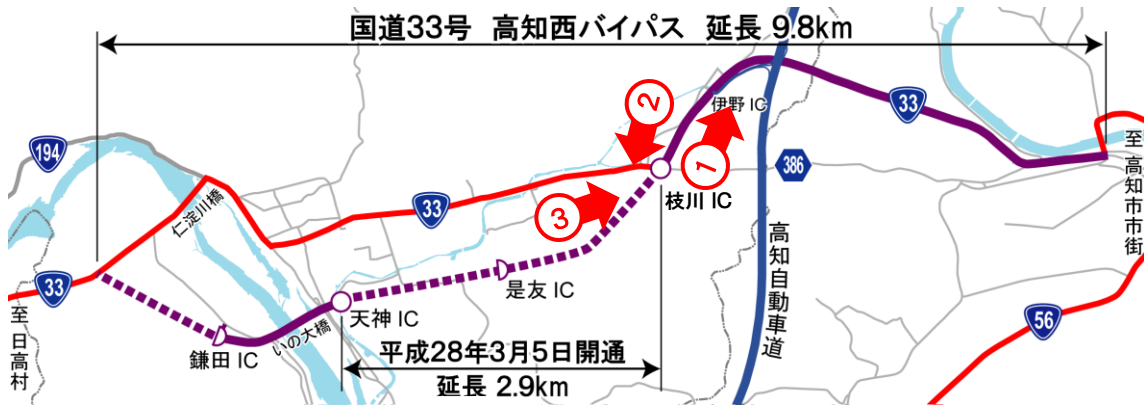 国道33号 高知西バイパス 延長 9.8km
194
仁淀川橋
33
至 日高村
鎌田 IC
いの大橋
天神 IC
是友 IC
33
平成28年3月5日開通
延長 2.9km
2
3
1
枝川 IC
伊野 IC
386
高知自動車道
33
至 高知市市街
56